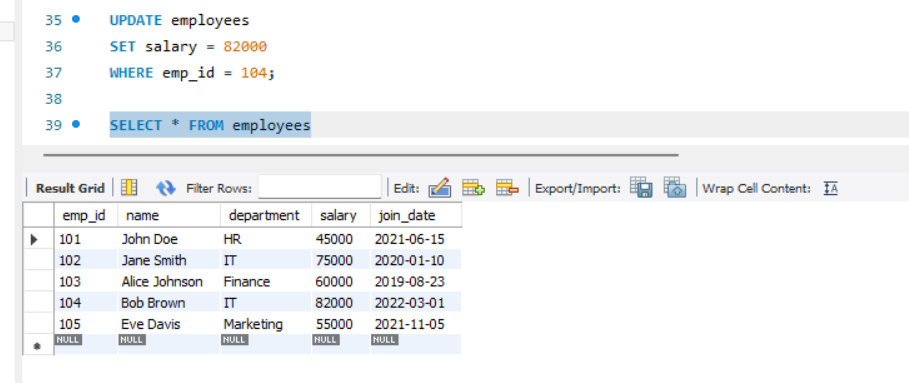 35 UPDATE employees
36 SET salary = 82000
37 WHERE emp_id = 104;
38
39 SELECT * FROM employees
Result Grid Filter Rows: Edit: Export/Import: Wrap Cell Content: IA
emp_id name department salary join_date
101 John Doe HR 45000 2021-06-15
102 Jane Smith IT 75000 2020-01-10
103 Alice Johnson Finance 60000 2019-08-23
104 Bob Brown IT 82000 2022-03-01
105 Eve Davis Marketing 55000 2021-11-05
NULL NULL NULL NULL NULL